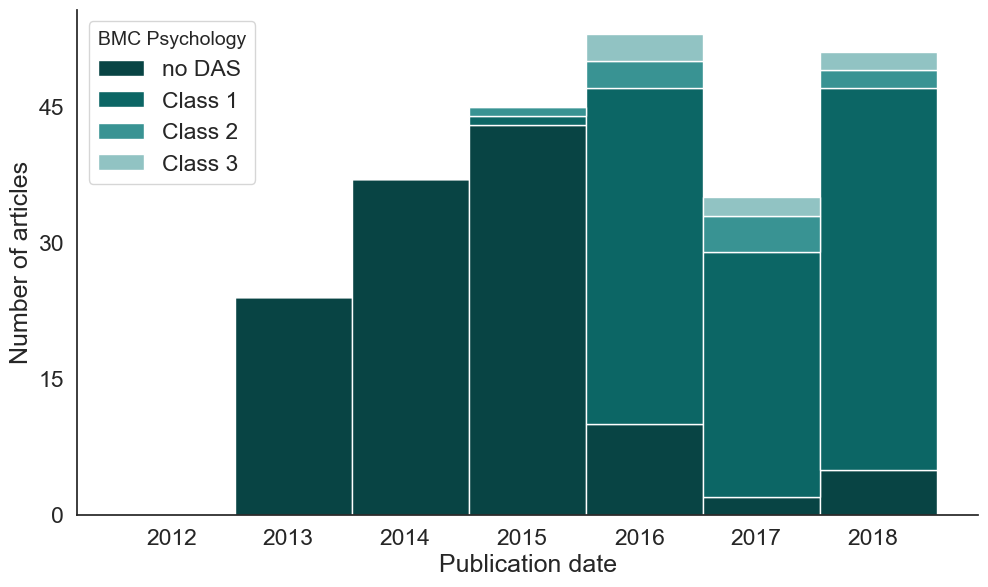 BMC Psychology
no DAS
Class 1
Class 2
Class 3
Number of articles
45
30
15
0
2012 2013 2014 2015 2016 2017 2018
Publication date